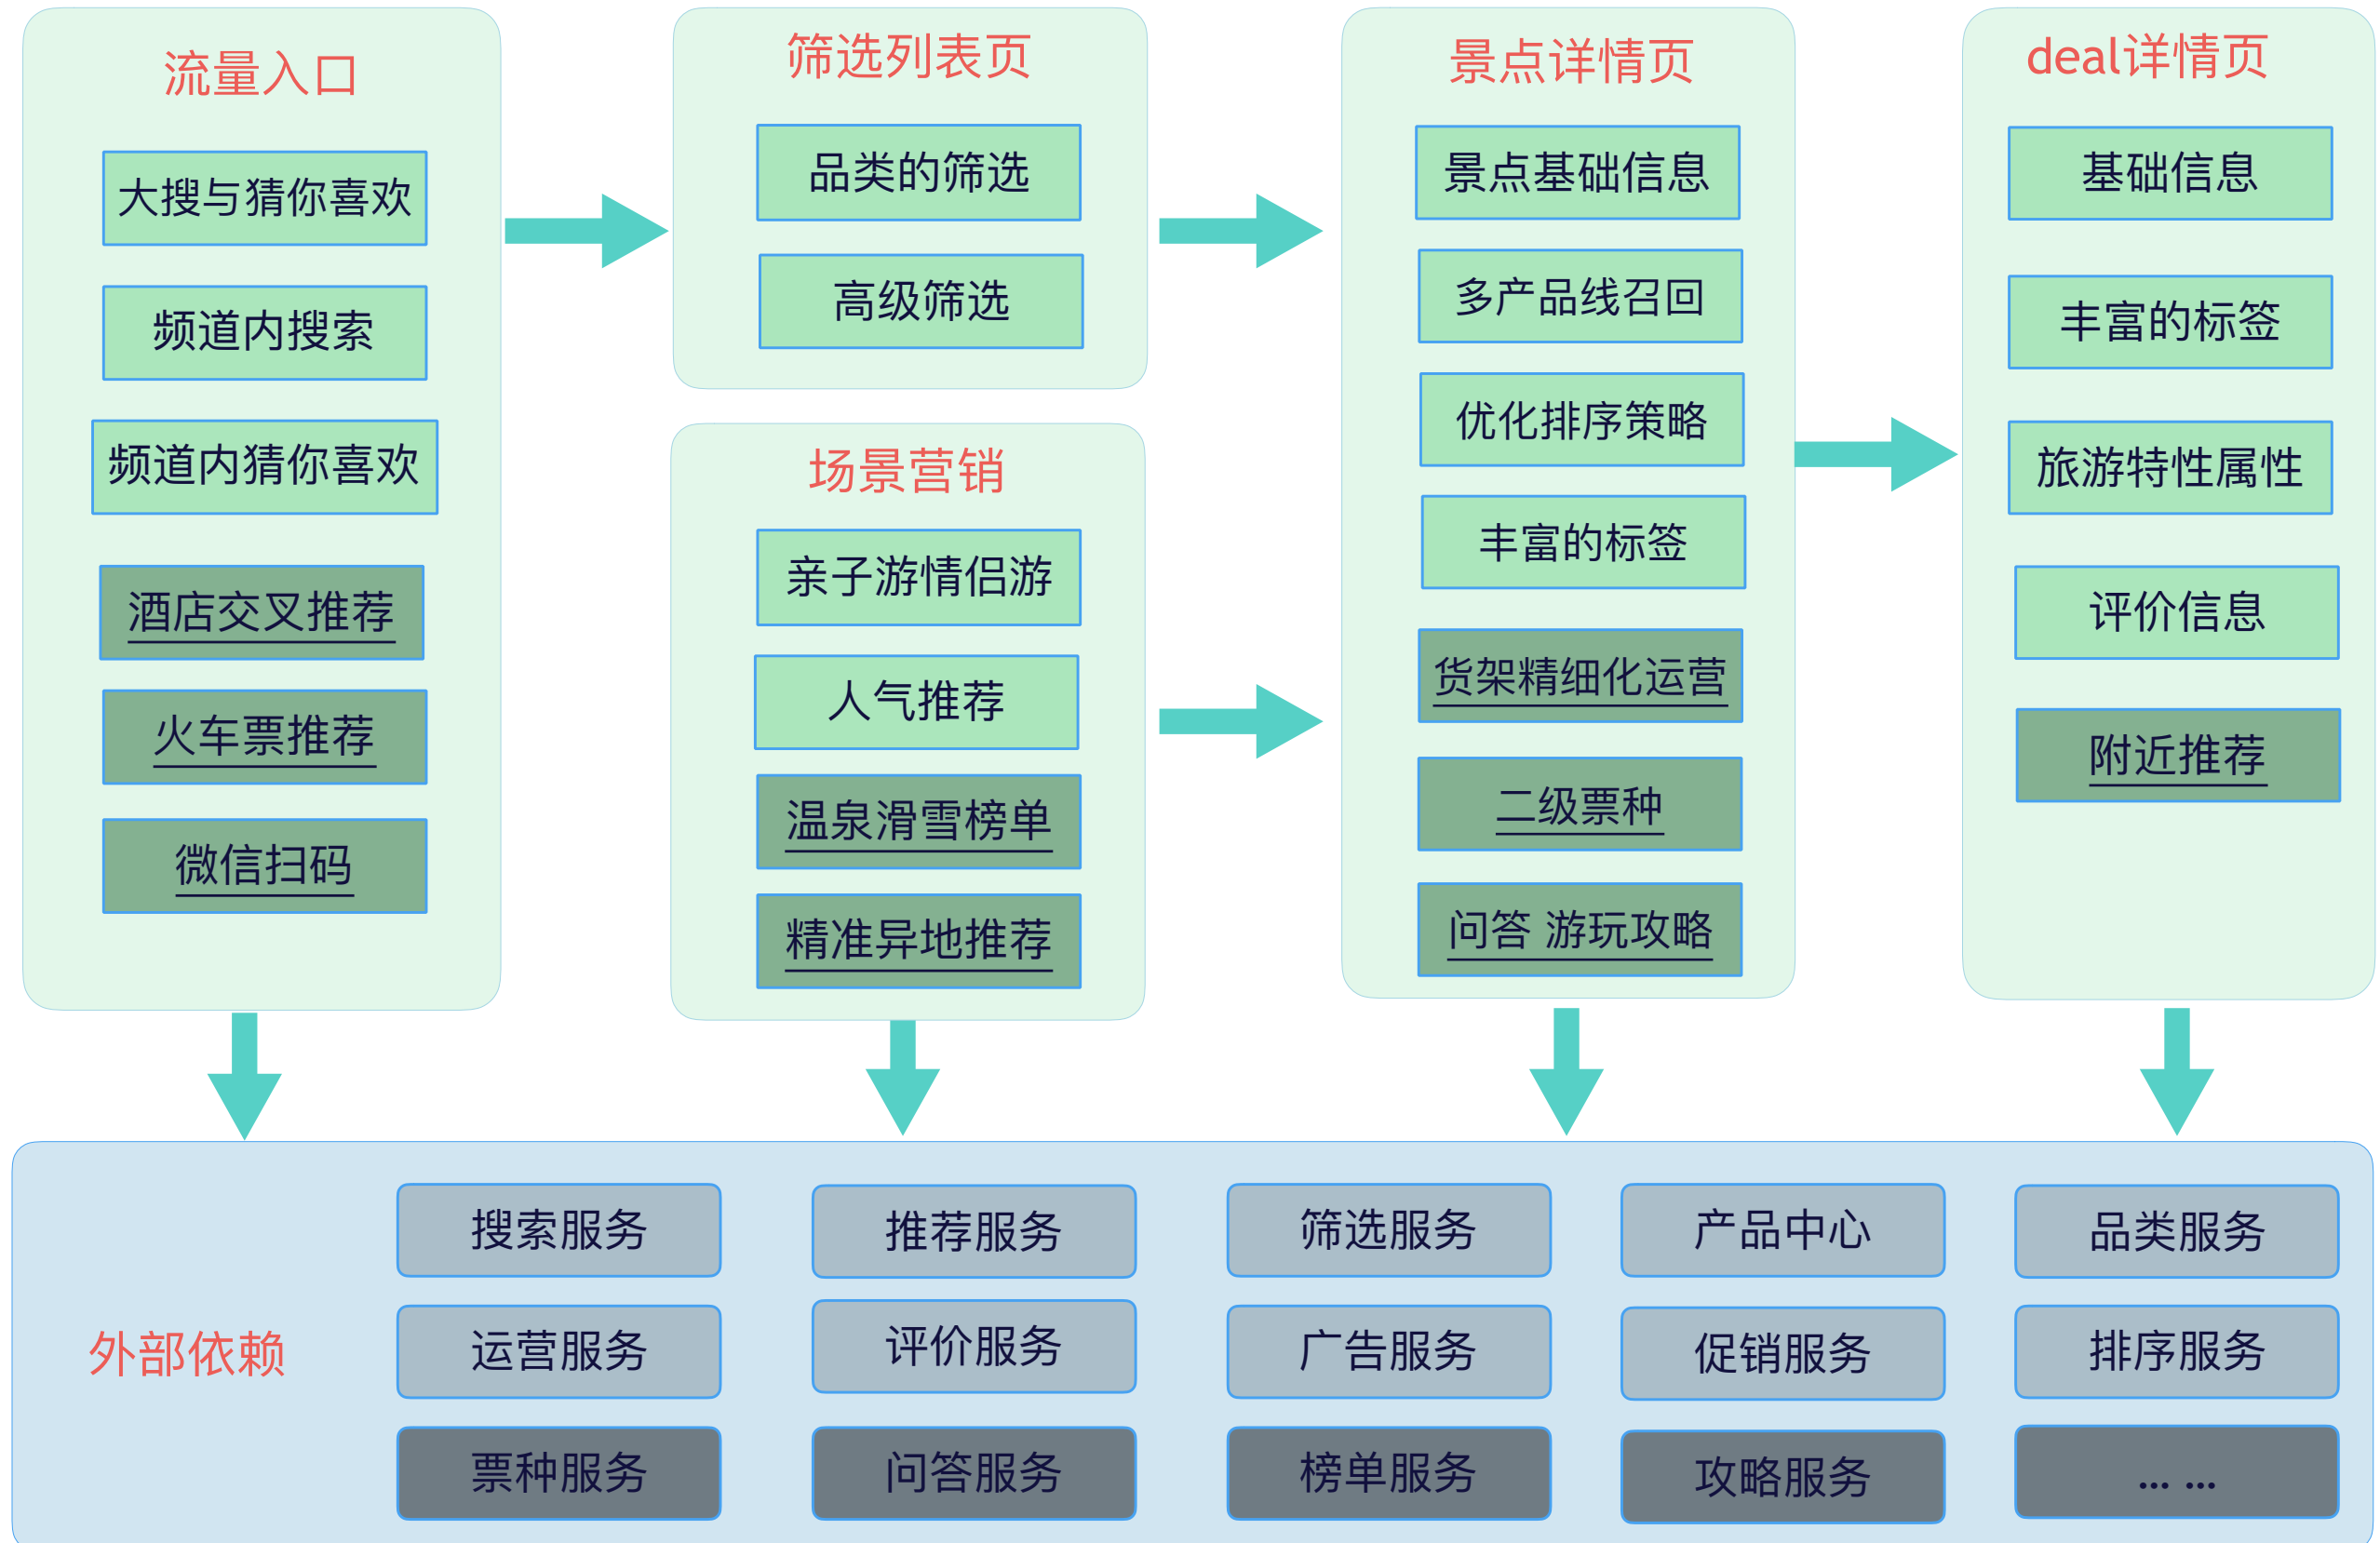 流量入口
大搜与猜你喜欢
频道内搜索
频道内猜你喜欢
酒店交叉推荐
火车票推荐
微信扫码
筛选列表页
品类的筛选
高级筛选
场景营销
亲子游情侣游
人气推荐
温泉滑雪榜单
精准异地推荐
景点详情页
景点基础信息
多产品线召回
优化排序策略
丰富的标签
货架精细化运营
二级票种
问答 游玩攻略
deal详情页
基础信息
丰富的标签
旅游特性属性
评价信息
附近推荐
外部依赖
搜索服务
推荐服务
筛选服务
产品中心
品类服务
运营服务
评价服务
广告服务
促销服务
排序服务
票种服务
问答服务
榜单服务
攻略服务
... ...